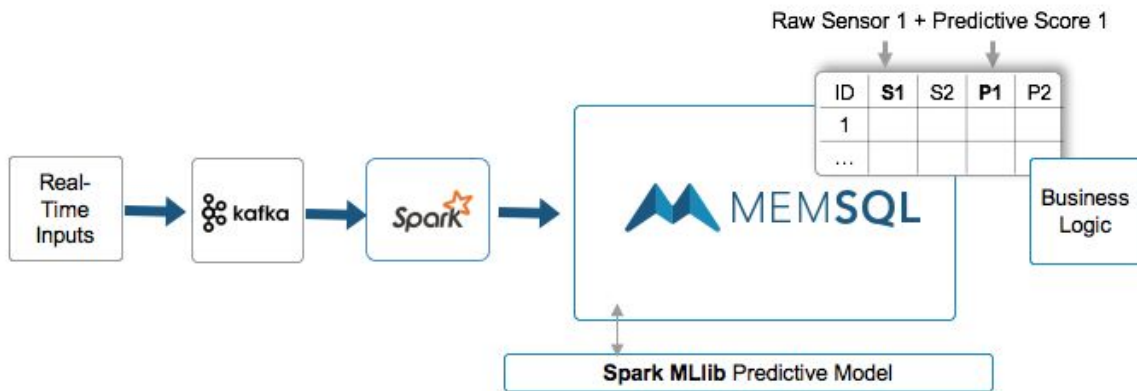 Raw Sensor 1 + Predictive Score 1
ID S1 S2 P1 P2
1
...
Real-
Time
Inputs
kafka
Spark
MEMSQL
Business
Logic
Spark MLlib Predictive Model